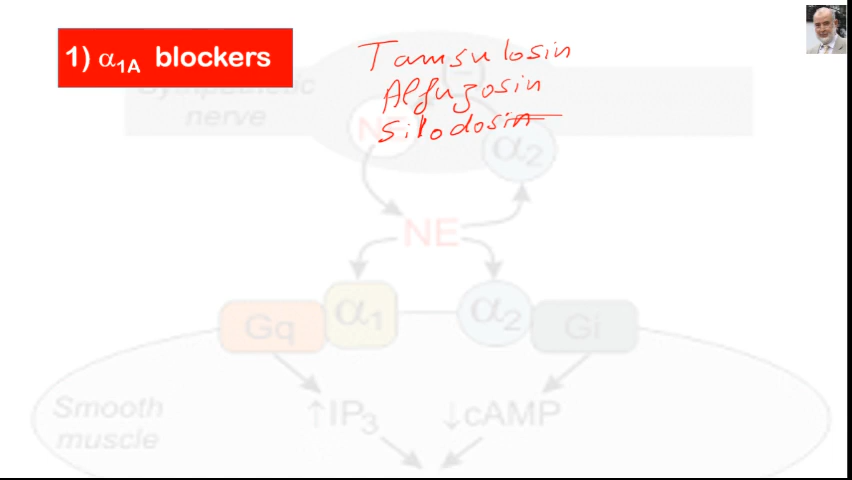 1) α1A blockers
Tamsulosin
Alfuzosin
Silodosin
Sympathetic
nerve
NE
α2
NE
Gq
α1
α2
Gi
Smooth
muscle
↑IP3
↓cAMP